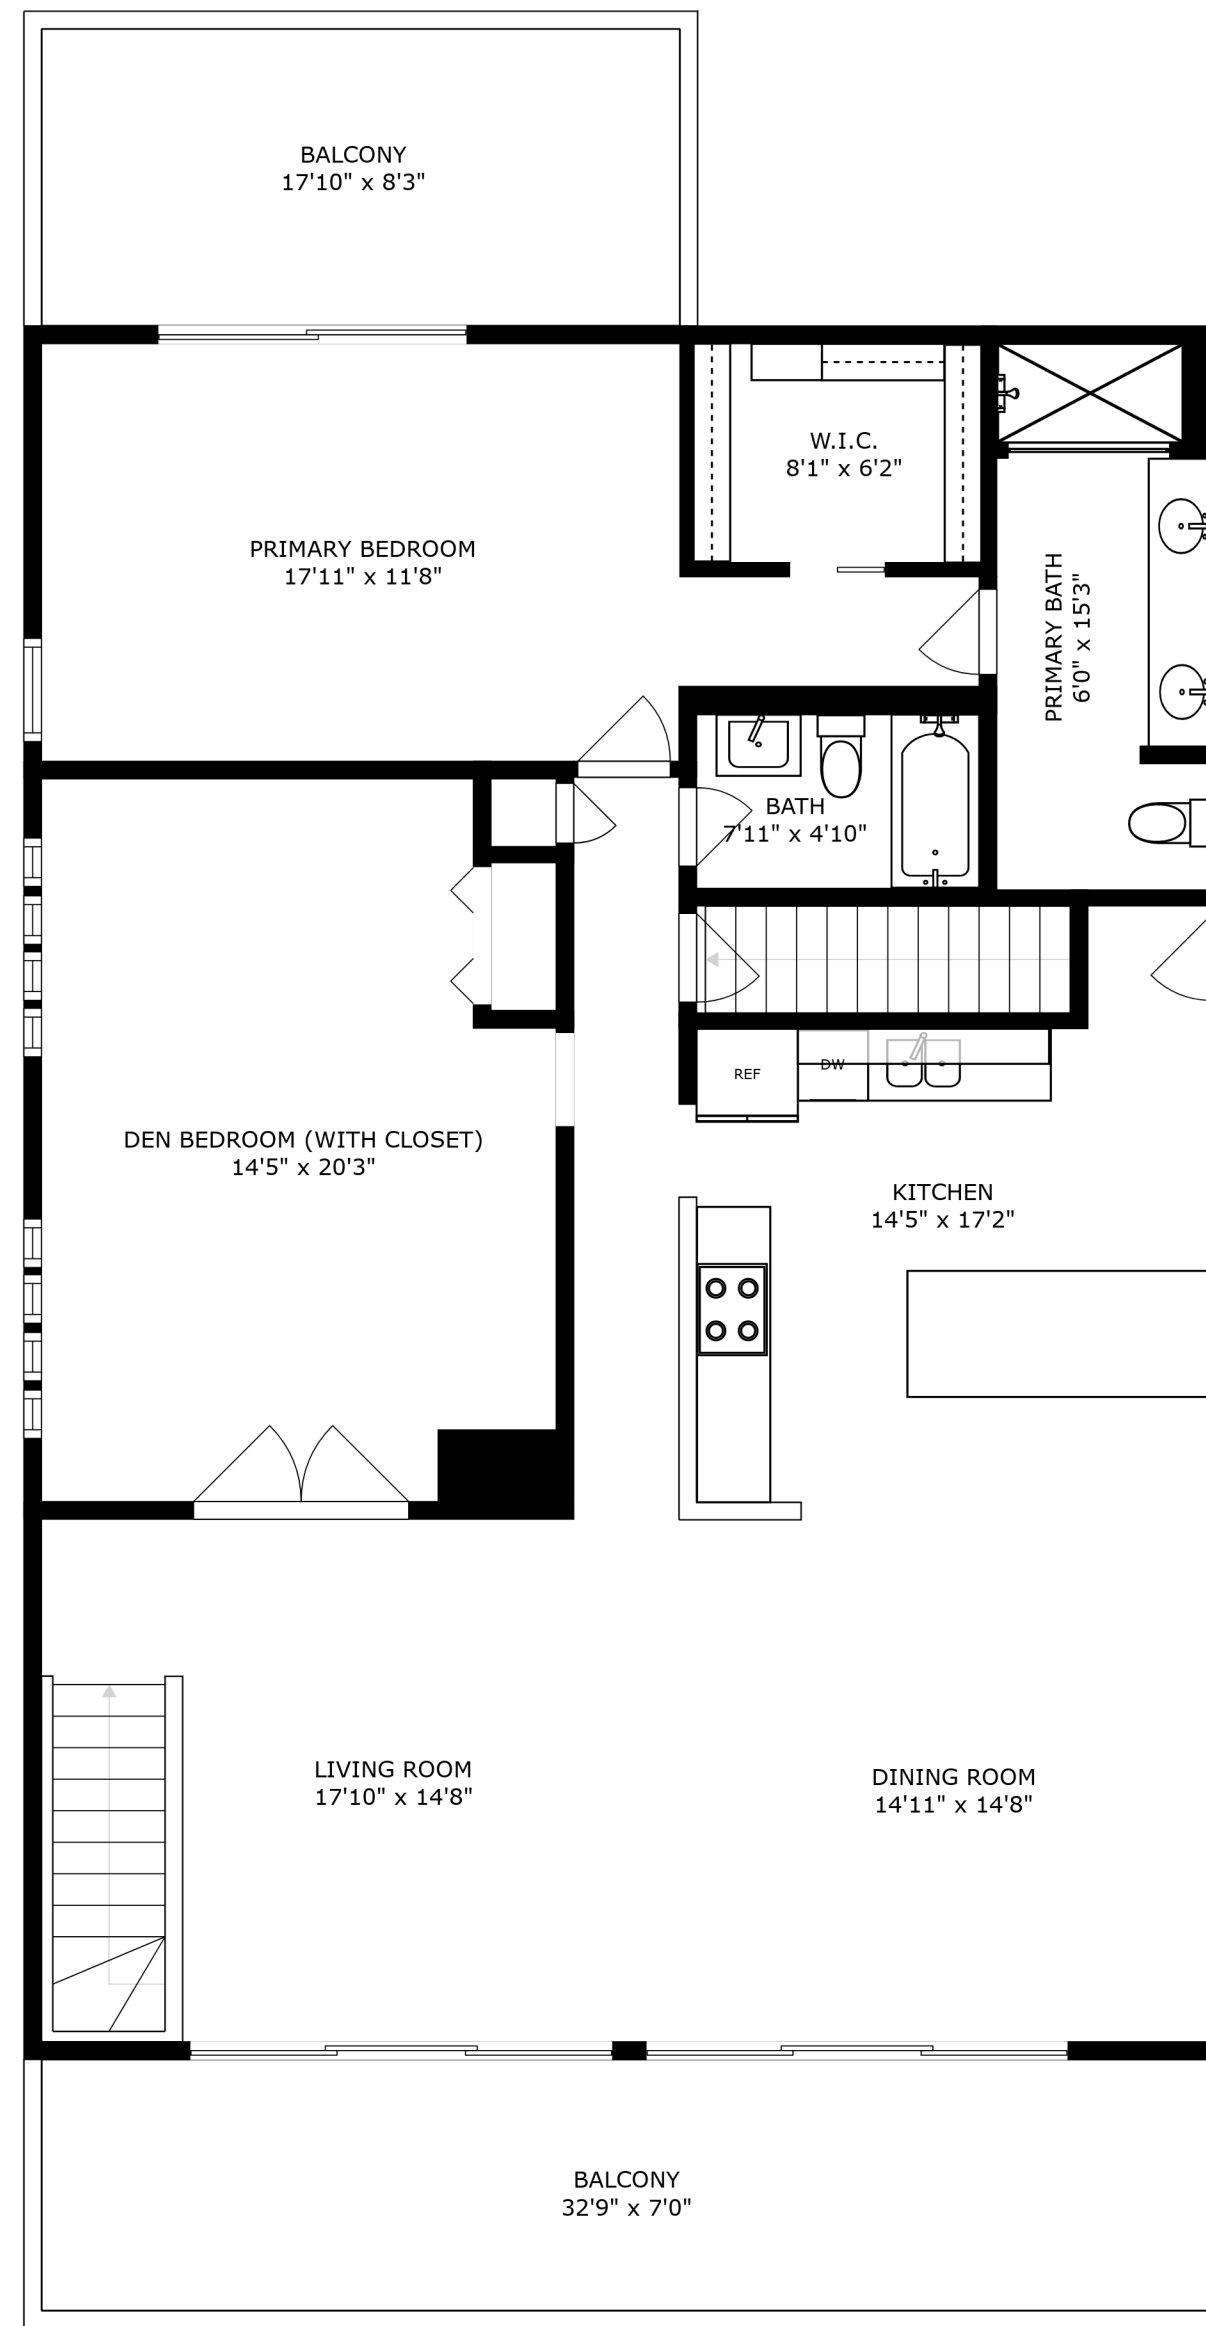 BALCONY
17'10" x 8'3"
W.I.C.
8'1" x 6'2"
PRIMARY BEDROOM
17'11" x 11'8"
PRIMARY BATH
6'0" x 15'3"
BATH
7'11" x 4'10"
REF
DW
DEN BEDROOM (WITH CLOSET)
14'5" x 20'3"
KITCHEN
14'5" x 17'2"
LIVING ROOM
17'10" x 14'8"
DINING ROOM
14'11" x 14'8"
BALCONY
32'9" x 7'0"